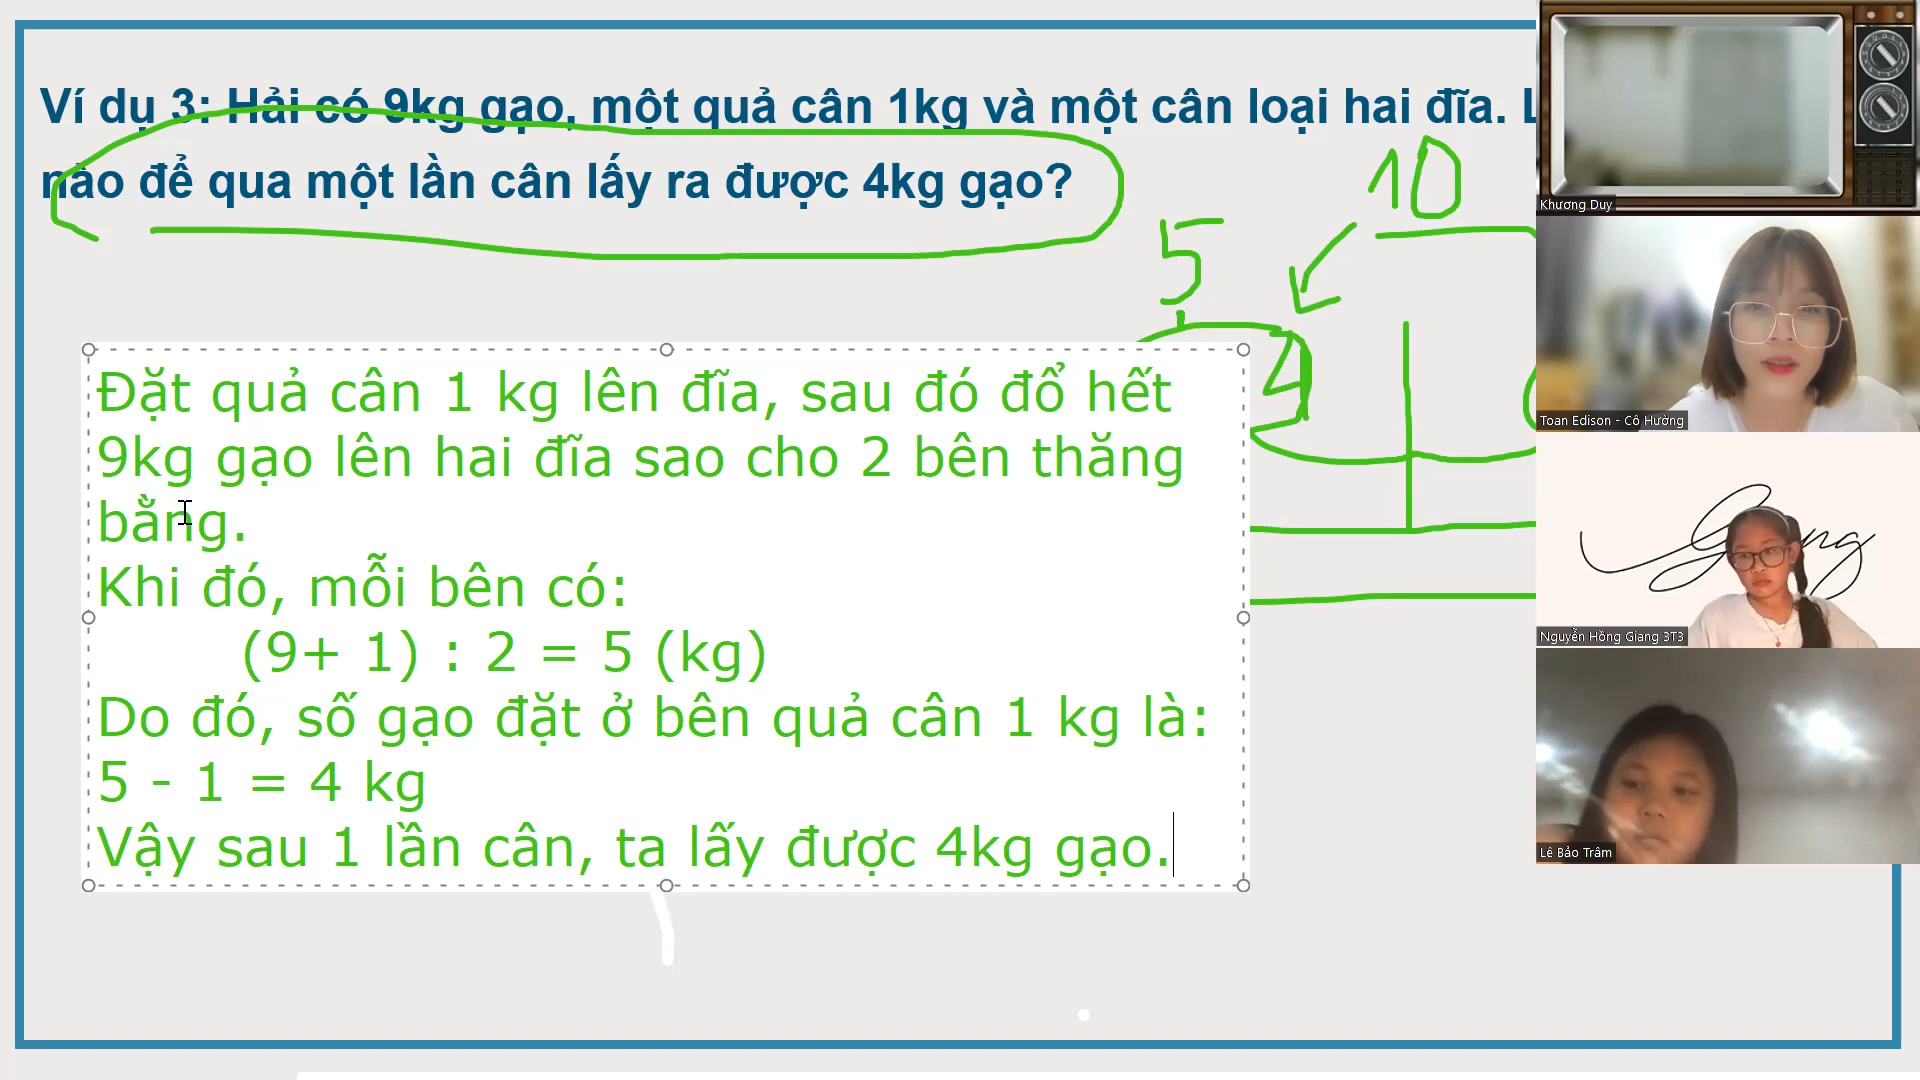 Ví dụ 3: Hải có 9kg gạo, một quả cân 1kg và một cân loại hai đĩa. L
nào để qua một lần cân lấy ra được 4kg gạo?
10
5
4
Đặt quả cân 1 kg lên đĩa, sau đó đổ hết
9kg gạo lên hai đĩa sao cho 2 bên thăng
bằng.
Khi đó, mỗi bên có:
(9+ 1) : 2 = 5 (kg)
Do đó, số gạo đặt ở bên quả cân 1 kg là:
5 - 1 = 4 kg
Vậy sau 1 lần cân, ta lấy được 4kg gạo.
Khương Duy
Toan Edison - Cô Hường
Giang
Nguyễn Hồng Giang 3T3
Lê Bảo Trâm